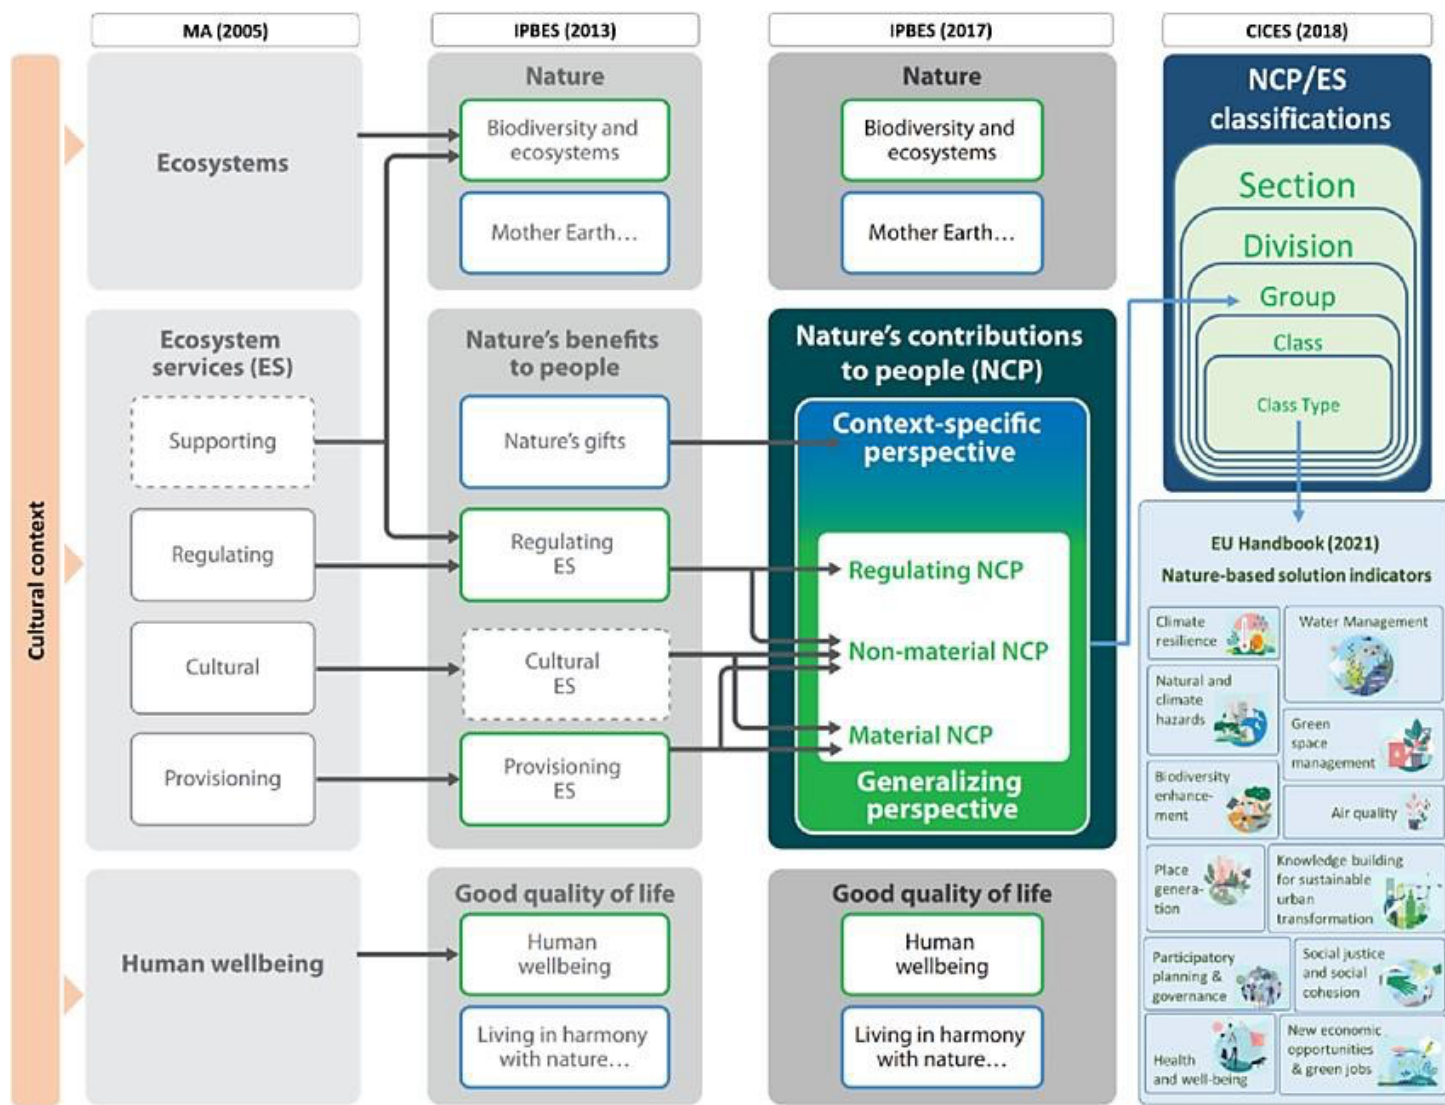 MA (2005)
IPBES (2013)
IPBES (2017)
CICES (2018)
Cultural context
Ecosystems
Ecosystem
services (ES)
Supporting
Regulating
Cultural
Provisioning
Human wellbeing
Nature
Biodiversity and
ecosystems
Mother Earth...
Nature's benefits
to people
Nature's gifts
Regulating
ES
Cultural
ES
Provisioning
ES
Good quality of life
Human
wellbeing
Living in harmony
with nature...
Nature
Biodiversity and
ecosystems
Mother Earth...
Nature's contributions
to people (NCP)
Context-specific
perspective
Regulating NCP
Non-material NCP
Material NCP
Generalizing
perspective
Good quality of life
Human
wellbeing
Living in harmony
with nature...
NCP/ES
classifications
Section
Division
Group
Class
Class Type
EU Handbook (2021)
Nature-based solution indicators
Climate
resilience
Water Management
Natural and
climate
hazards
Green
space
management
Biodiversity
enhance-
ment
Air quality
Place
genera-
tion
Knowledge building
for sustainable
urban
transformation
Participatory
planning &
governance
Social justice
and social
cohesion
Health
and well-being
New economic
opportunities
& green jobs